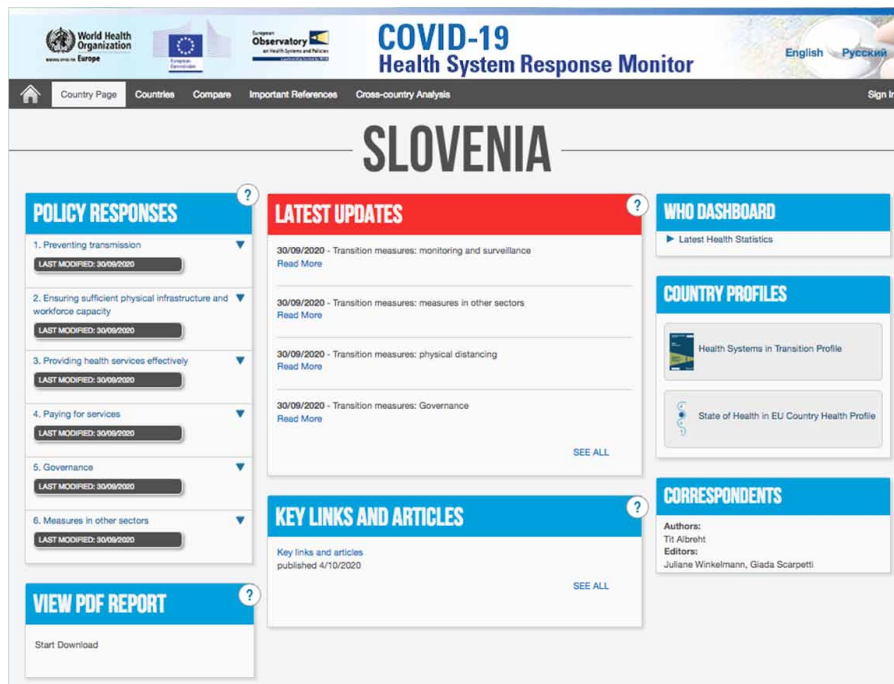 World Health
Organization
Europe
European
Commission
European
Observatory
on Health Systems and Policies
COVID-19
Health System Response Monitor
English
Русский
Country Page
Countries
Compare
Important References
Cross-country Analysis
Sign In
SLOVENIA
POLICY RESPONSES
?
1. Preventing transmission
LAST MODIFIED: 30/09/2020
2. Ensuring sufficient physical infrastructure and
workforce capacity
LAST MODIFIED: 30/09/2020
3. Providing health services effectively
LAST MODIFIED: 30/09/2020
4. Paying for services
LAST MODIFIED: 30/09/2020
5. Governance
LAST MODIFIED: 30/09/2020
6. Measures in other sectors
LAST MODIFIED: 30/09/2020
VIEW PDF REPORT
?
Start Download
LATEST UPDATES
?
30/09/2020 - Transition measures: monitoring and surveillance
Read More
30/09/2020 - Transition measures: measures in other sectors
Read More
30/09/2020 - Transition measures: physical distancing
Read More
30/09/2020 - Transition measures: Governance
Read More
SEE ALL
KEY LINKS AND ARTICLES
?
Key links and articles
published 4/10/2020
SEE ALL
WHO DASHBOARD
Latest Health Statistics
COUNTRY PROFILES
Health Systems in Transition Profile
State of Health in EU Country Health Profile
CORRESPONDENTS
Authors:
Tit Albreht
Editors:
Juliane Winkelmann, Giada Scarpetti